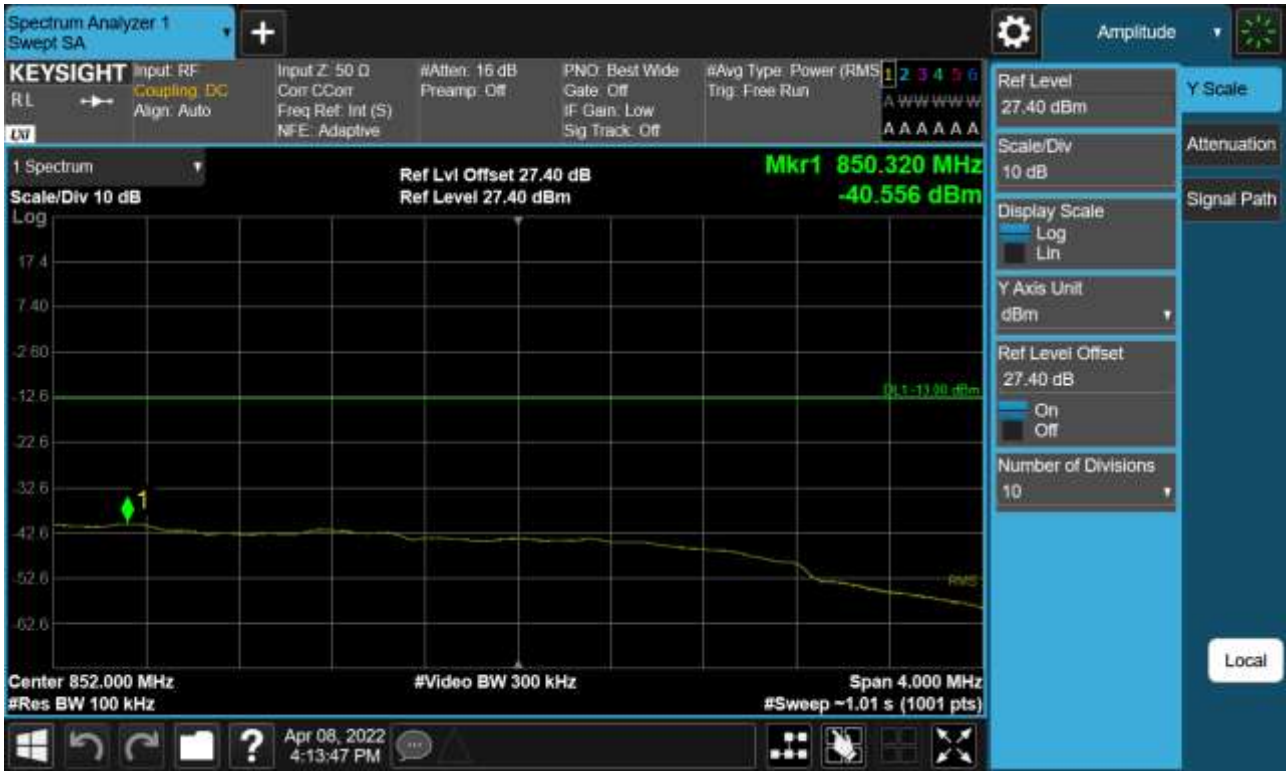 Spectrum Analyzer 1
Swept SA
+
Amplitude
KEYSIGHT
RL
Input: RF
Coupling: DC
Align: Auto
Input Z: 50 Ω
Corr CCorr
Freq Ref: Int (S)
NFE: Adaptive
#Atten: 16 dB
Preamp: Off
PNO: Best Wide
Gate: Off
IF Gain: Low
Sig Track: Off
#Avg Type: Power (RMS
Trig: Free Run
1 2 3 4 5 6
A W W W W W
A A A A A A
1 Spectrum
Scale/Div 10 dB
Ref Lvl Offset 27.40 dB
Ref Level 27.40 dBm
Mkr1 850.320 MHz
-40.556 dBm
Log
17.4
7.40
-2.60
-12.6
DL1 -13.00 dBm
-22.6
-32.6
1
-42.6
-52.6
RMS
-62.6
Center 852.000 MHz
#Res BW 100 kHz
#Video BW 300 kHz
Span 4.000 MHz
#Sweep ~1.01 s (1001 pts)
Ref Level
27.40 dBm
Scale/Div
10 dB
Display Scale
Log
Lin
Y Axis Unit
dBm
Ref Level Offset
27.40 dB
On
Off
Number of Divisions
10
Y Scale
Attenuation
Signal Path
Local
?
Apr 08, 2022
4:13:47 PM